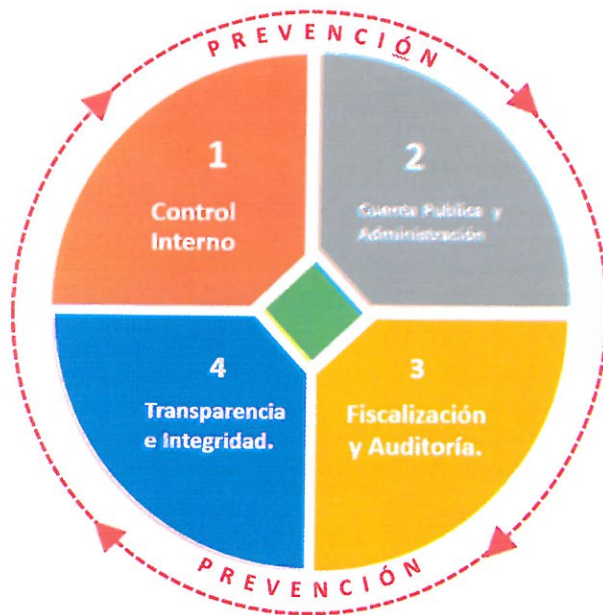 PREVENCIÓN
1
Control
Interno
2
Cuenta Publica y
Administración
4
Transparencia
e Integridad.
3
Fiscalización
y Auditoría.
PREVENCIÓN